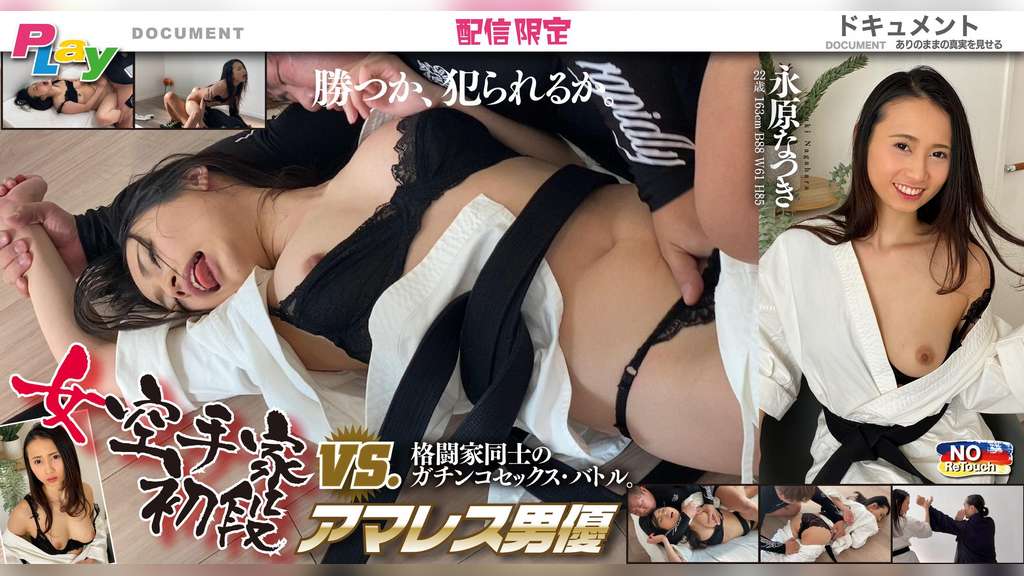 PLay
DOCUMENT
配信限定
ドキュメント
DOCUMENT ありのままの真実を見せる
勝つか、犯られるか。
永原なつき
22歳 163cm B88 W61 H85
女空手家
初段
VS.
格闘家同士の
ガチンコセックス・バトル。
アマレス男優
NO
ReTouch